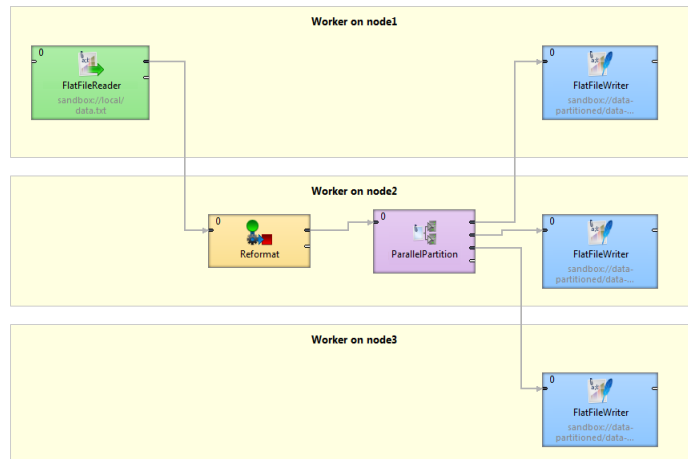 Worker on node1
0
FlatFileReader
sandbox://local/
data.txt
0
FlatFileWriter
sandbox://data-
partitioned/data-...
Worker on node2
0
Reformat
0
ParallelPartition
0
FlatFileWriter
sandbox://data-
partitioned/data-...
Worker on node3
0
FlatFileWriter
sandbox://data-
partitioned/data-...